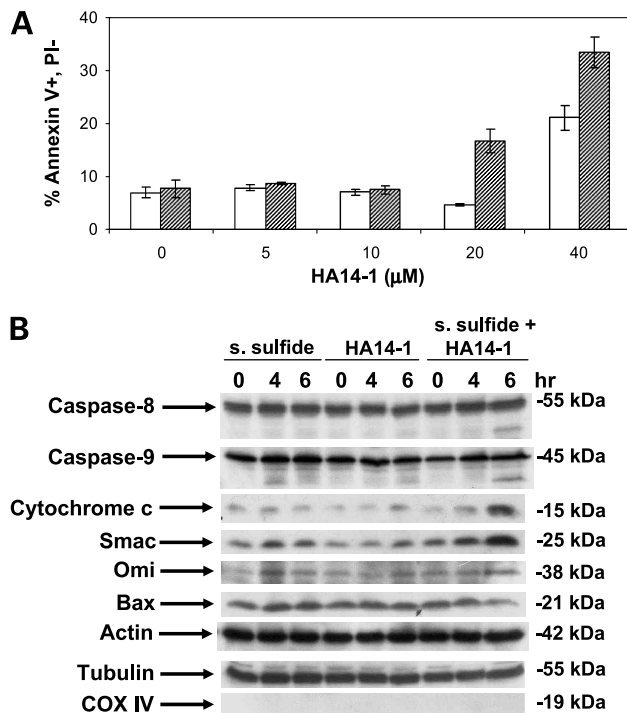 A
% Annexin V+, PI-
40
30
20
10
0
0 5 10 20 40
HA14-1 (µM)
B
s. sulfide HA14-1 s. sulfide + HA14-1
0 4 6 0 4 6 0 4 6 hr
Caspase-8 -55 kDa
Caspase-9 -45 kDa
Cytochrome c -15 kDa
Smac -25 kDa
Omi -38 kDa
Bax -21 kDa
Actin -42 kDa
Tubulin -55 kDa
COX IV -19 kDa